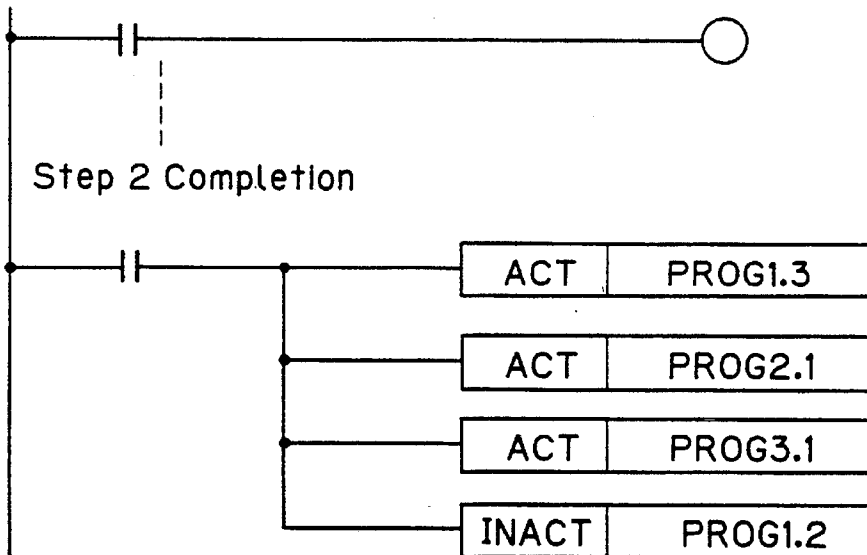 Step 2 Completion
ACT PROG1.3
ACT PROG2.1
ACT PROG3.1
INACT PROG1.2